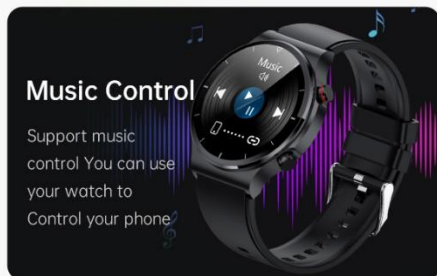 Music Control
Support music
control You can use
your watch to
Control your phone
Music